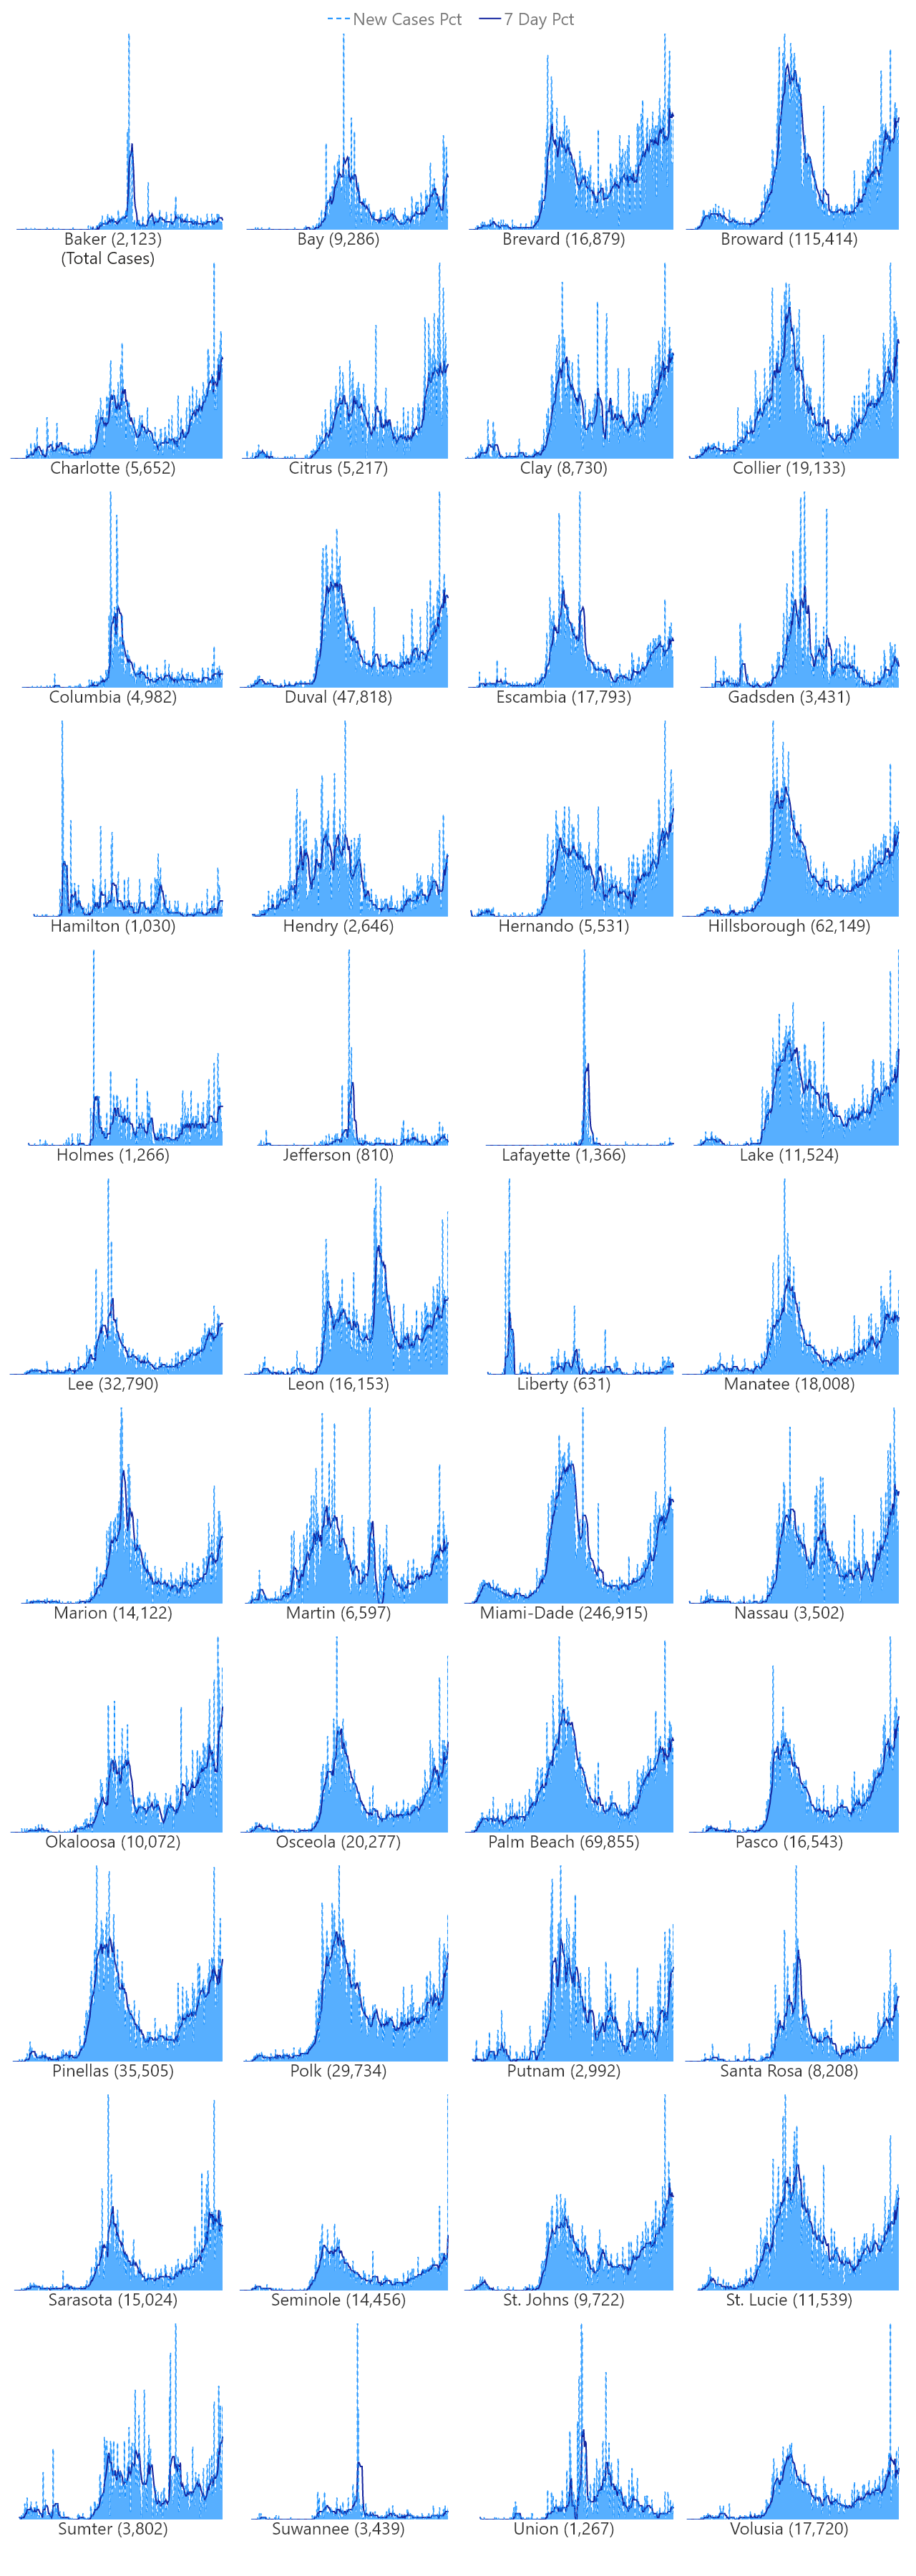 New Cases Pct 7 Day Pct
Baker (2,123) Bay (9,286) Brevard (16,879) Broward (115,414)
(Total Cases)
Charlotte (5,652) Citrus (5,217) Clay (8,730) Collier (19,133)
Columbia (4,982) Duval (47,818) Escambia (17,793) Gadsden (3,431)
Hamilton (1,030) Hendry (2,646) Hernando (5,531) Hillsborough (62,149)
Holmes (1,266) Jefferson (810) Lafayette (1,366) Lake (11,524)
Lee (32,790) Leon (16,153) Liberty (631) Manatee (18,008)
Marion (14,122) Martin (6,597) Miami-Dade (246,915) Nassau (3,502)
Okaloosa (10,072) Osceola (20,277) Palm Beach (69,855) Pasco (16,543)
Pinellas (35,505) Polk (29,734) Putnam (2,992) Santa Rosa (8,208)
Sarasota (15,024) Seminole (14,456) St. Johns (9,722) St. Lucie (11,539)
Sumter (3,802) Suwannee (3,439) Union (1,267) Volusia (17,720)